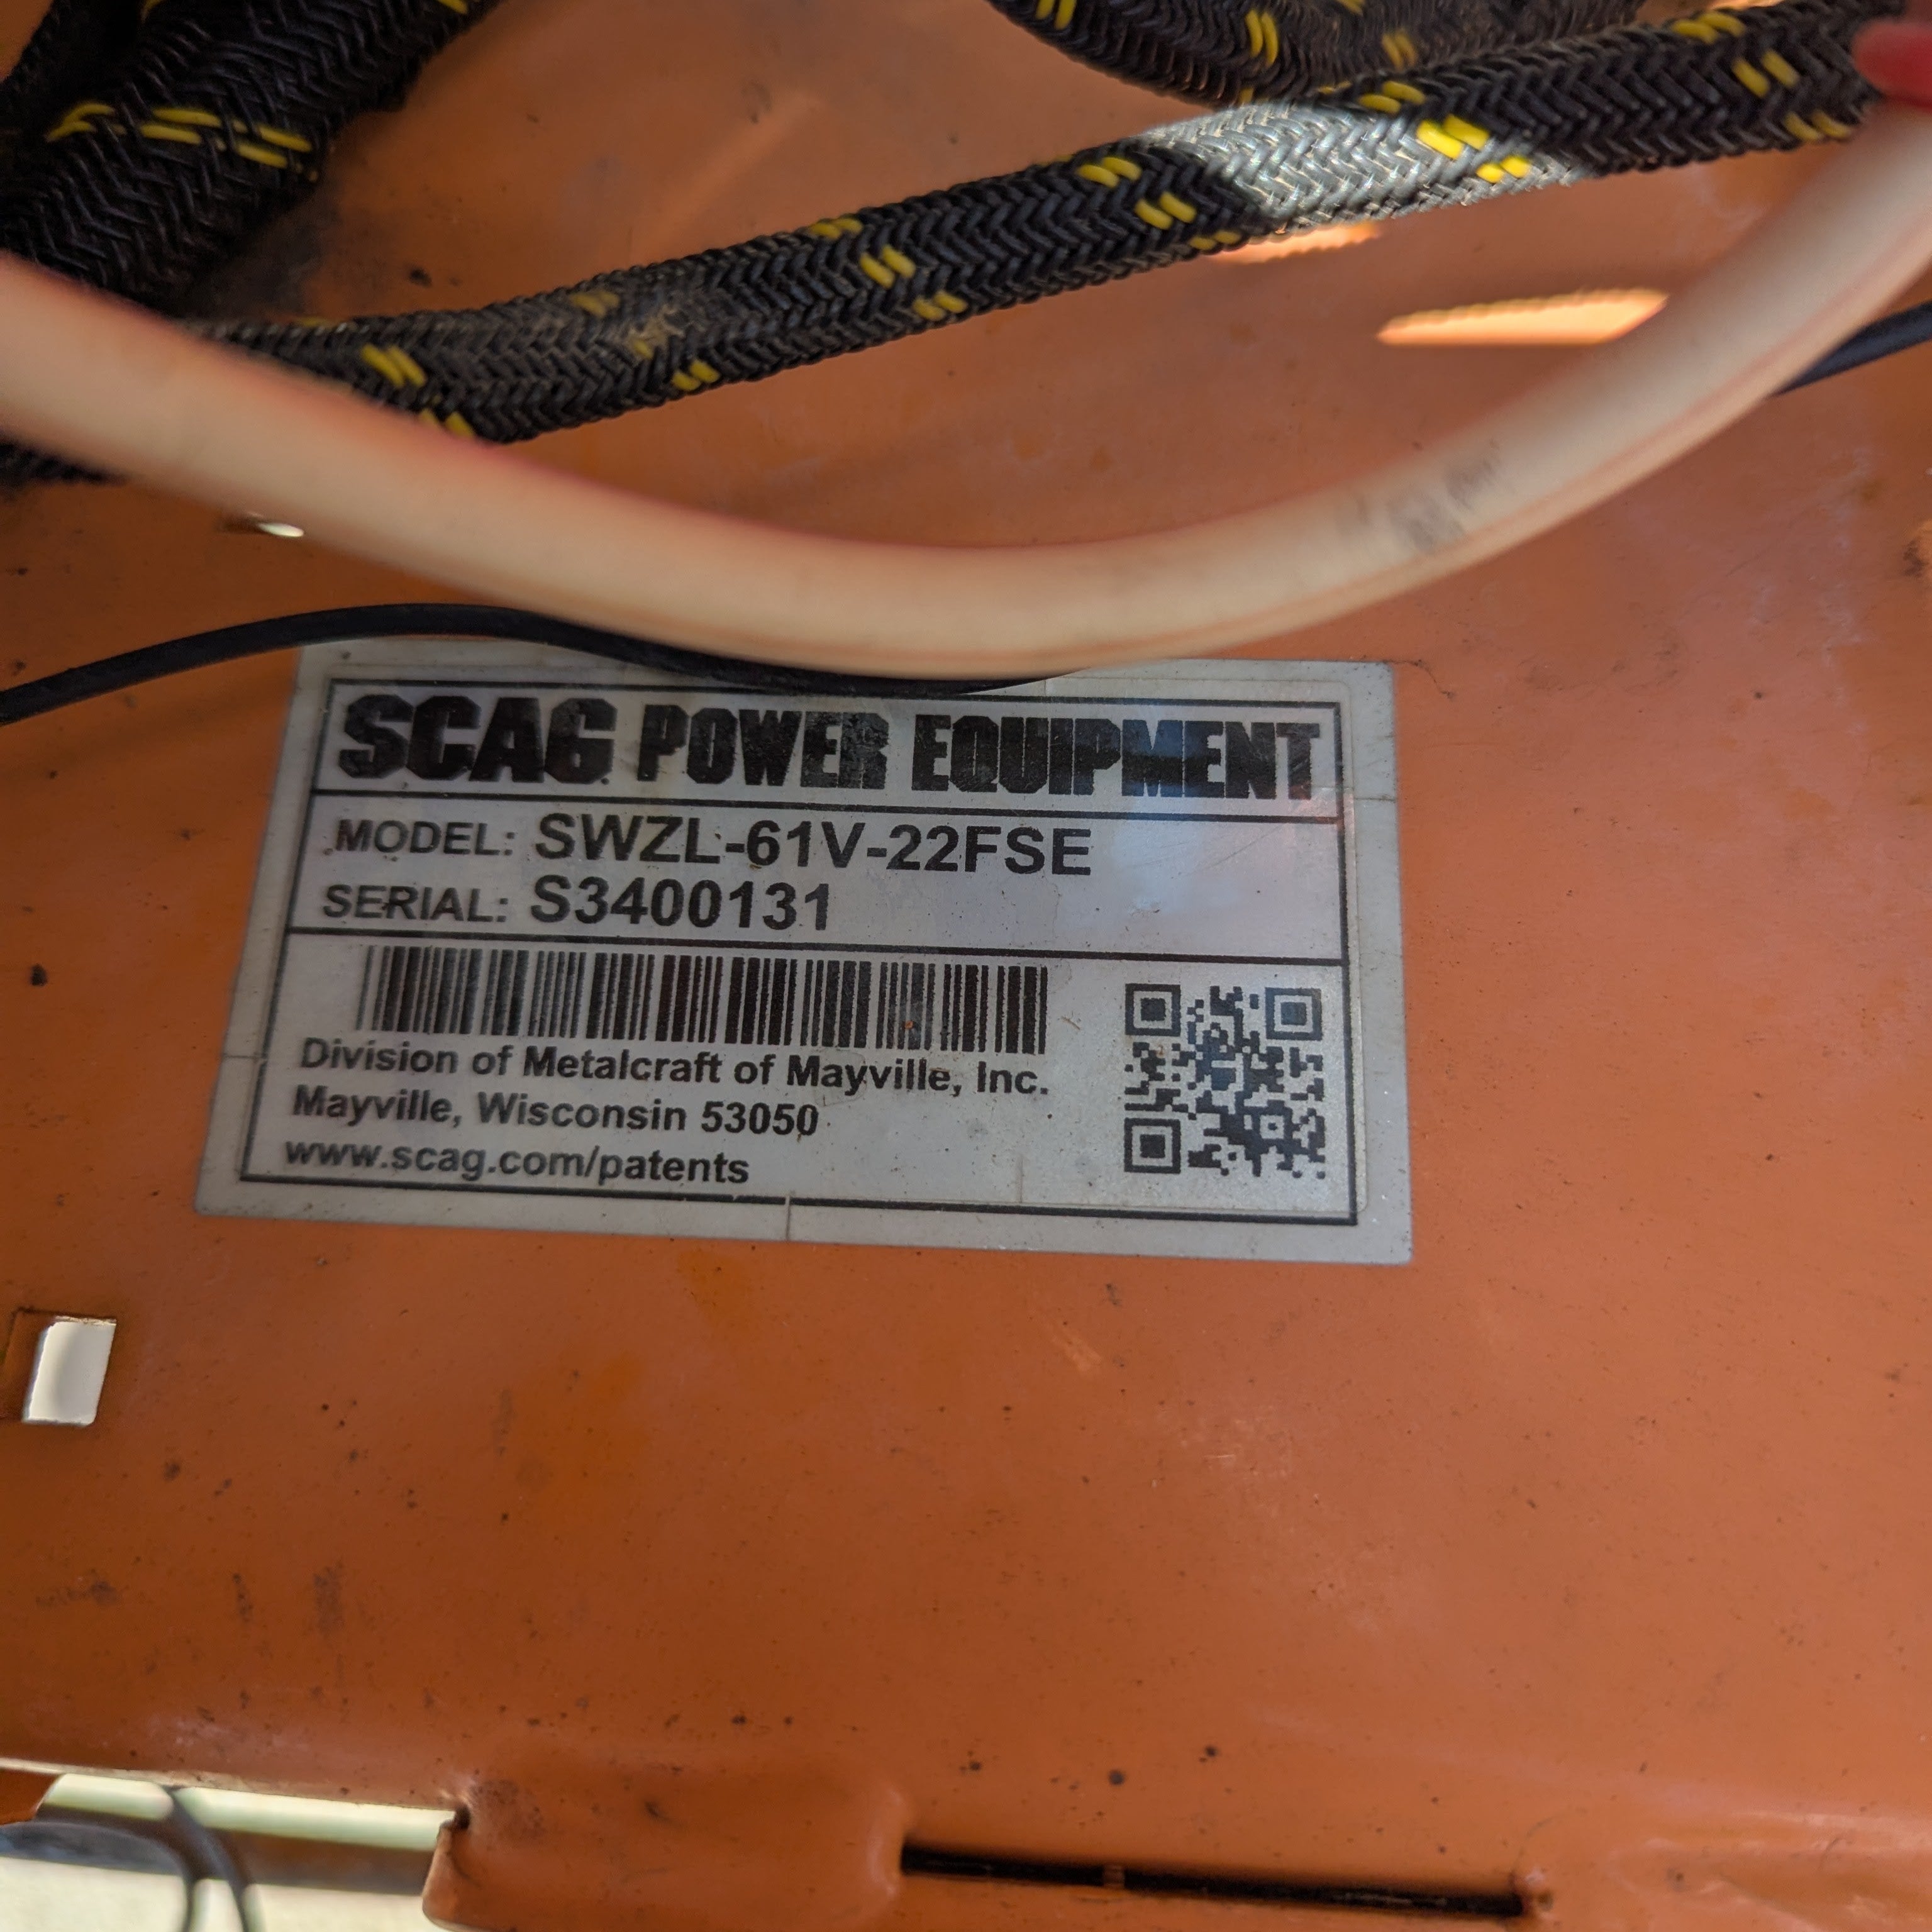 SCAG POWER EQUIPMENT
MODEL: SWZL-61V-22FSE
SERIAL: S3400131
Division of Metalcraft of Mayville, Inc.
Mayville, Wisconsin 53050
www.scag.com/patents